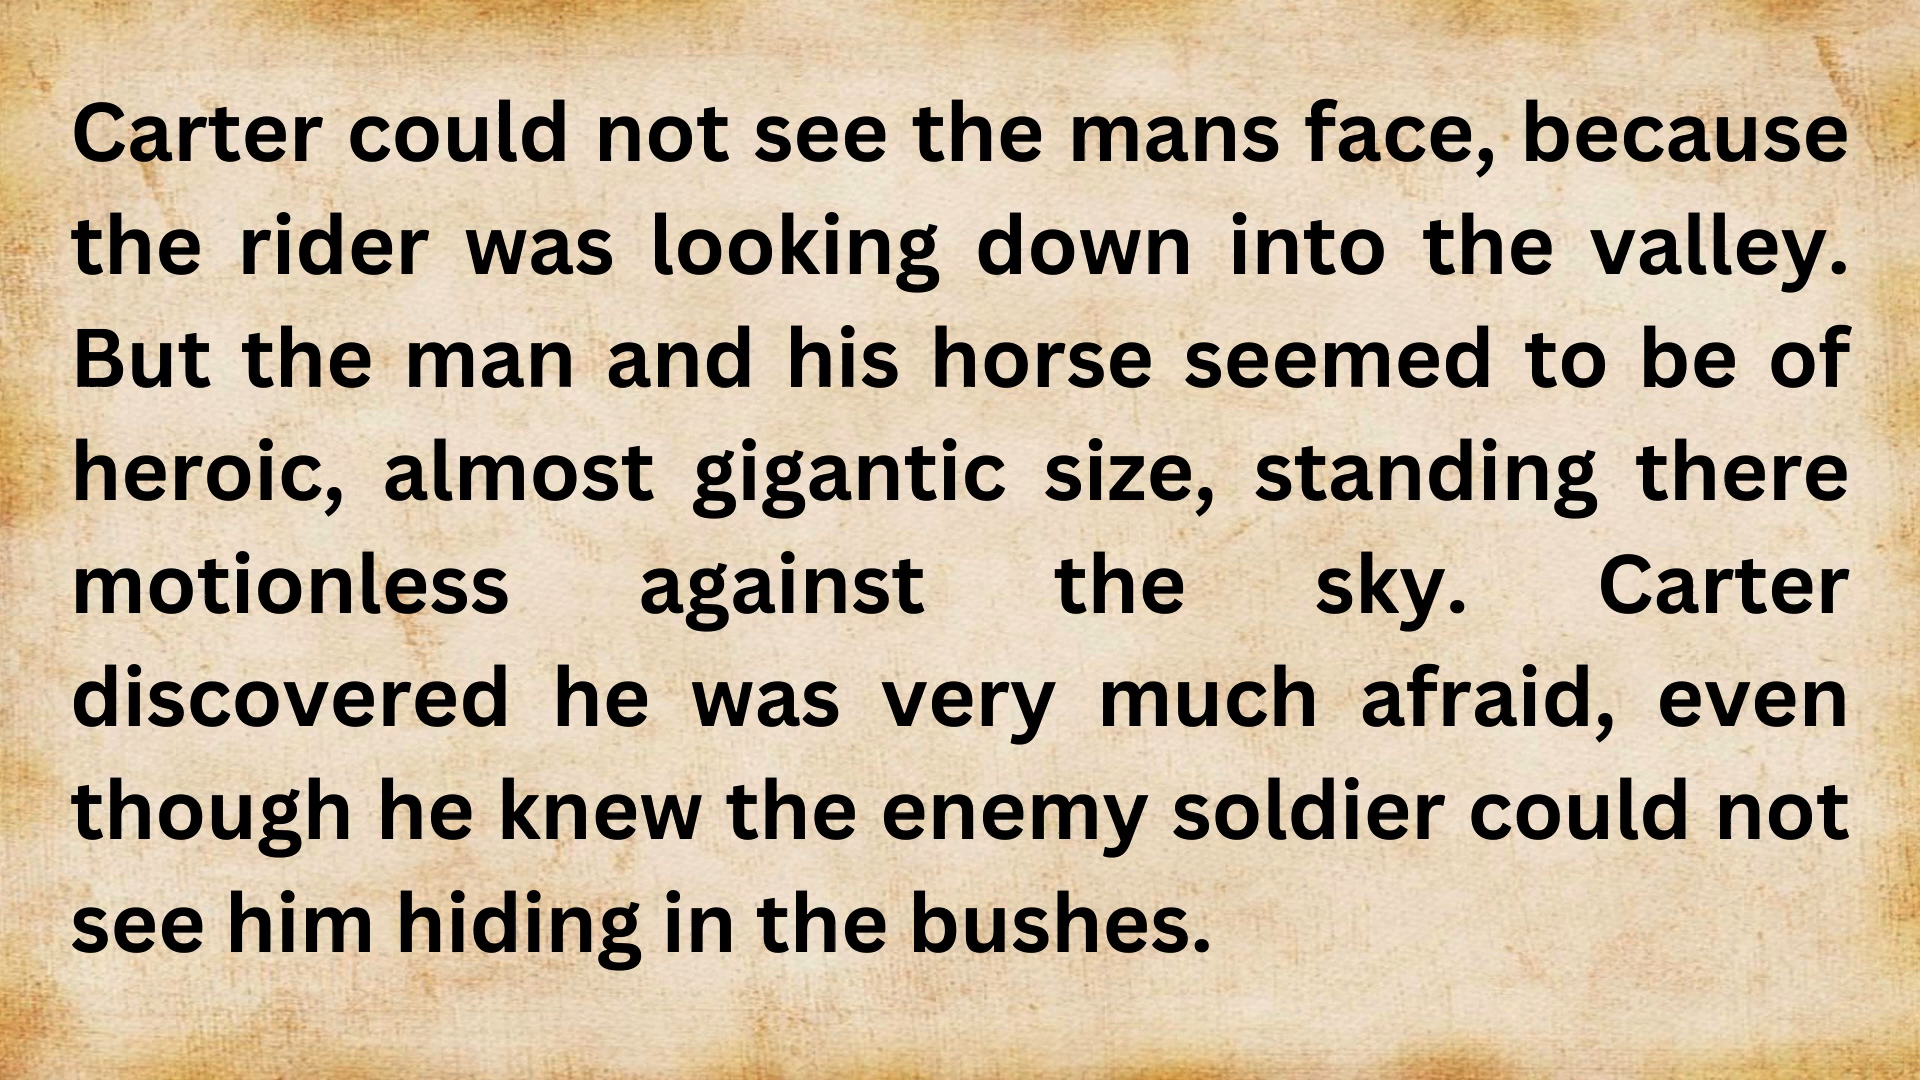 Carter could not see the mans face, because
the rider was looking down into the valley.
But the man and his horse seemed to be of
heroic, almost gigantic size, standing there
motionless against the sky. Carter
discovered he was very much afraid, even
though he knew the enemy soldier could not
see him hiding in the bushes.